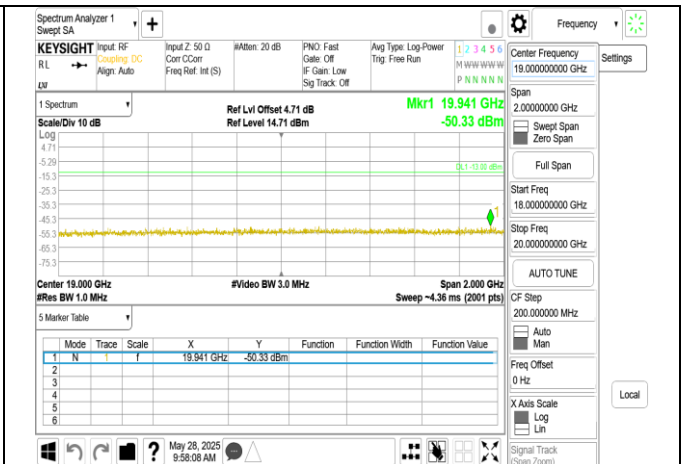 Spectrum Analyzer 1
Swept SA
+
Frequency
KEYSIGHT
RL
LXI
Input: RF
Coupling: DC
Align: Auto
Input Z: 50 Ω
Corr CCorr
Freq Ref: Int (S)
#Atten: 20 dB
PNO: Fast
Gate: Off
IF Gain: Low
Sig Track: Off
Avg Type: Log-Power
Trig: Free Run
1 2 3 4 5 6
M W W W W W
P N N N N N
1 Spectrum
Scale/Div 10 dB
Ref Lvl Offset 4.71 dB
Ref Level 14.71 dBm
Mkr1 19.941 GHz
-50.33 dBm
Log
4.71
-5.29
-15.3
-25.3
-35.3
-45.3
-55.3
-65.3
-75.3
DL1 -13.00 dBm
1
Center 19.000 GHz
#Res BW 1.0 MHz
#Video BW 3.0 MHz
Span 2.000 GHz
Sweep ~4.36 ms (2001 pts)
5 Marker Table
Mode Trace Scale X Y Function Function Width Function Value
1 N 1 f 19.941 GHz -50.33 dBm
2
3
4
5
6
?
May 28, 2025
9:58:08 AM
Center Frequency
19.000000000 GHz
Span
2.00000000 GHz
Swept Span
Zero Span
Full Span
Start Freq
18.000000000 GHz
Stop Freq
20.000000000 GHz
AUTO TUNE
CF Step
200.000000 MHz
Auto
Man
Freq Offset
0 Hz
X Axis Scale
Log
Lin
Signal Track
(Span Zoom)
Settings
Local